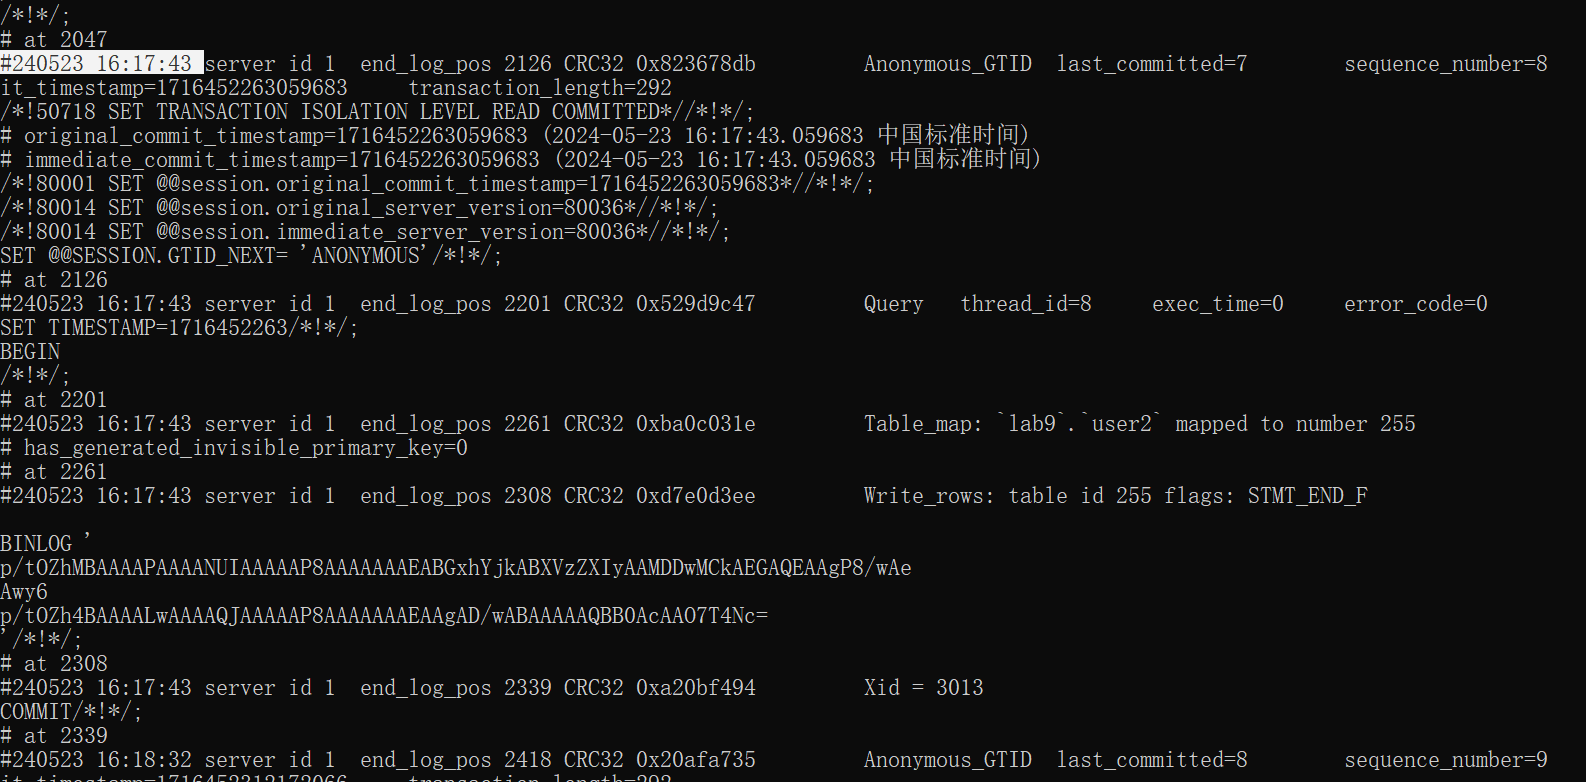 /*!*/;
# at 2047
#240523 16:17:43 server id 1  end_log_pos 2126 CRC32 0x823678db         Anonymous_GTID  last_committed=7        sequence_number=8
it_timestamp=1716452263059683     transaction_length=292
/*!50718 SET TRANSACTION ISOLATION LEVEL READ COMMITTED*//*!*/;
# original_commit_timestamp=1716452263059683 (2024-05-23 16:17:43.059683 中国标准时间)
# immediate_commit_timestamp=1716452263059683 (2024-05-23 16:17:43.059683 中国标准时间)
/*!80001 SET @@session.original_commit_timestamp=1716452263059683*//*!*/;
/*!80014 SET @@session.original_server_version=80036*//*!*/;
/*!80014 SET @@session.immediate_server_version=80036*//*!*/;
SET @@SESSION.GTID_NEXT= 'ANONYMOUS'/*!*/;
# at 2126
#240523 16:17:43 server id 1  end_log_pos 2201 CRC32 0x529d9c47         Query   thread_id=8     exec_time=0     error_code=0
SET TIMESTAMP=1716452263/*!*/;
BEGIN
/*!*/;
# at 2201
#240523 16:17:43 server id 1  end_log_pos 2261 CRC32 0xba0c031e         Table_map: `lab9`.`user2` mapped to number 255
# has_generated_invisible_primary_key=0
# at 2261
#240523 16:17:43 server id 1  end_log_pos 2308 CRC32 0xd7e0d3ee         Write_rows: table id 255 flags: STMT_END_F
BINLOG '
p/tOZhMBAAAAPAAAANUIAAAAAP8AAAAAAAEABGxhYjkABXVzZXIyAAMDDwMCkAEGAQEAAgP8/wAe
Awy6
p/tOZh4BAAAALwAAAAQJAAAAAP8AAAAAAAEAAgAD/wABAAAAAQBBOAcAAO7T4Nc=
'/*!*/;
# at 2308
#240523 16:17:43 server id 1  end_log_pos 2339 CRC32 0xa20bf494         Xid = 3013
COMMIT/*!*/;
# at 2339
#240523 16:18:32 server id 1  end_log_pos 2418 CRC32 0x20afa735         Anonymous_GTID  last_committed=8        sequence_number=9
it_timestamp=1716452312172066     transaction_length=292